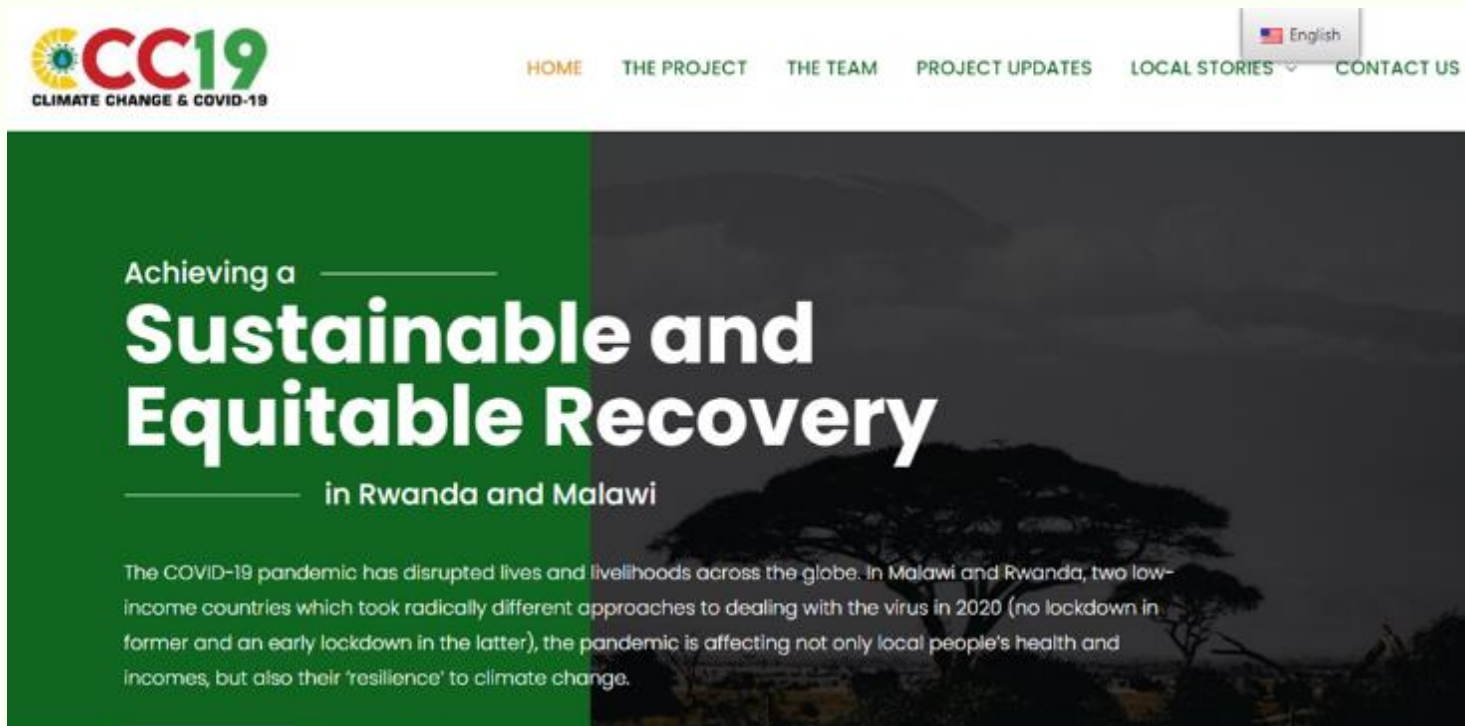 CCC19
CLIMATE CHANGE & COVID-19
HOME THE PROJECT THE TEAM PROJECT UPDATES LOCAL STORIES CONTACT US
English
Achieving a
Sustainable and
Equitable Recovery
in Rwanda and Malawi
The COVID-19 pandemic has disrupted lives and livelihoods across the globe. In Malawi and Rwanda, two low-
income countries which took radically different approaches to dealing with the virus in 2020 (no lockdown in
former and an early lockdown in the latter), the pandemic is affecting not only local people's health and
incomes, but also their 'resilience' to climate change.